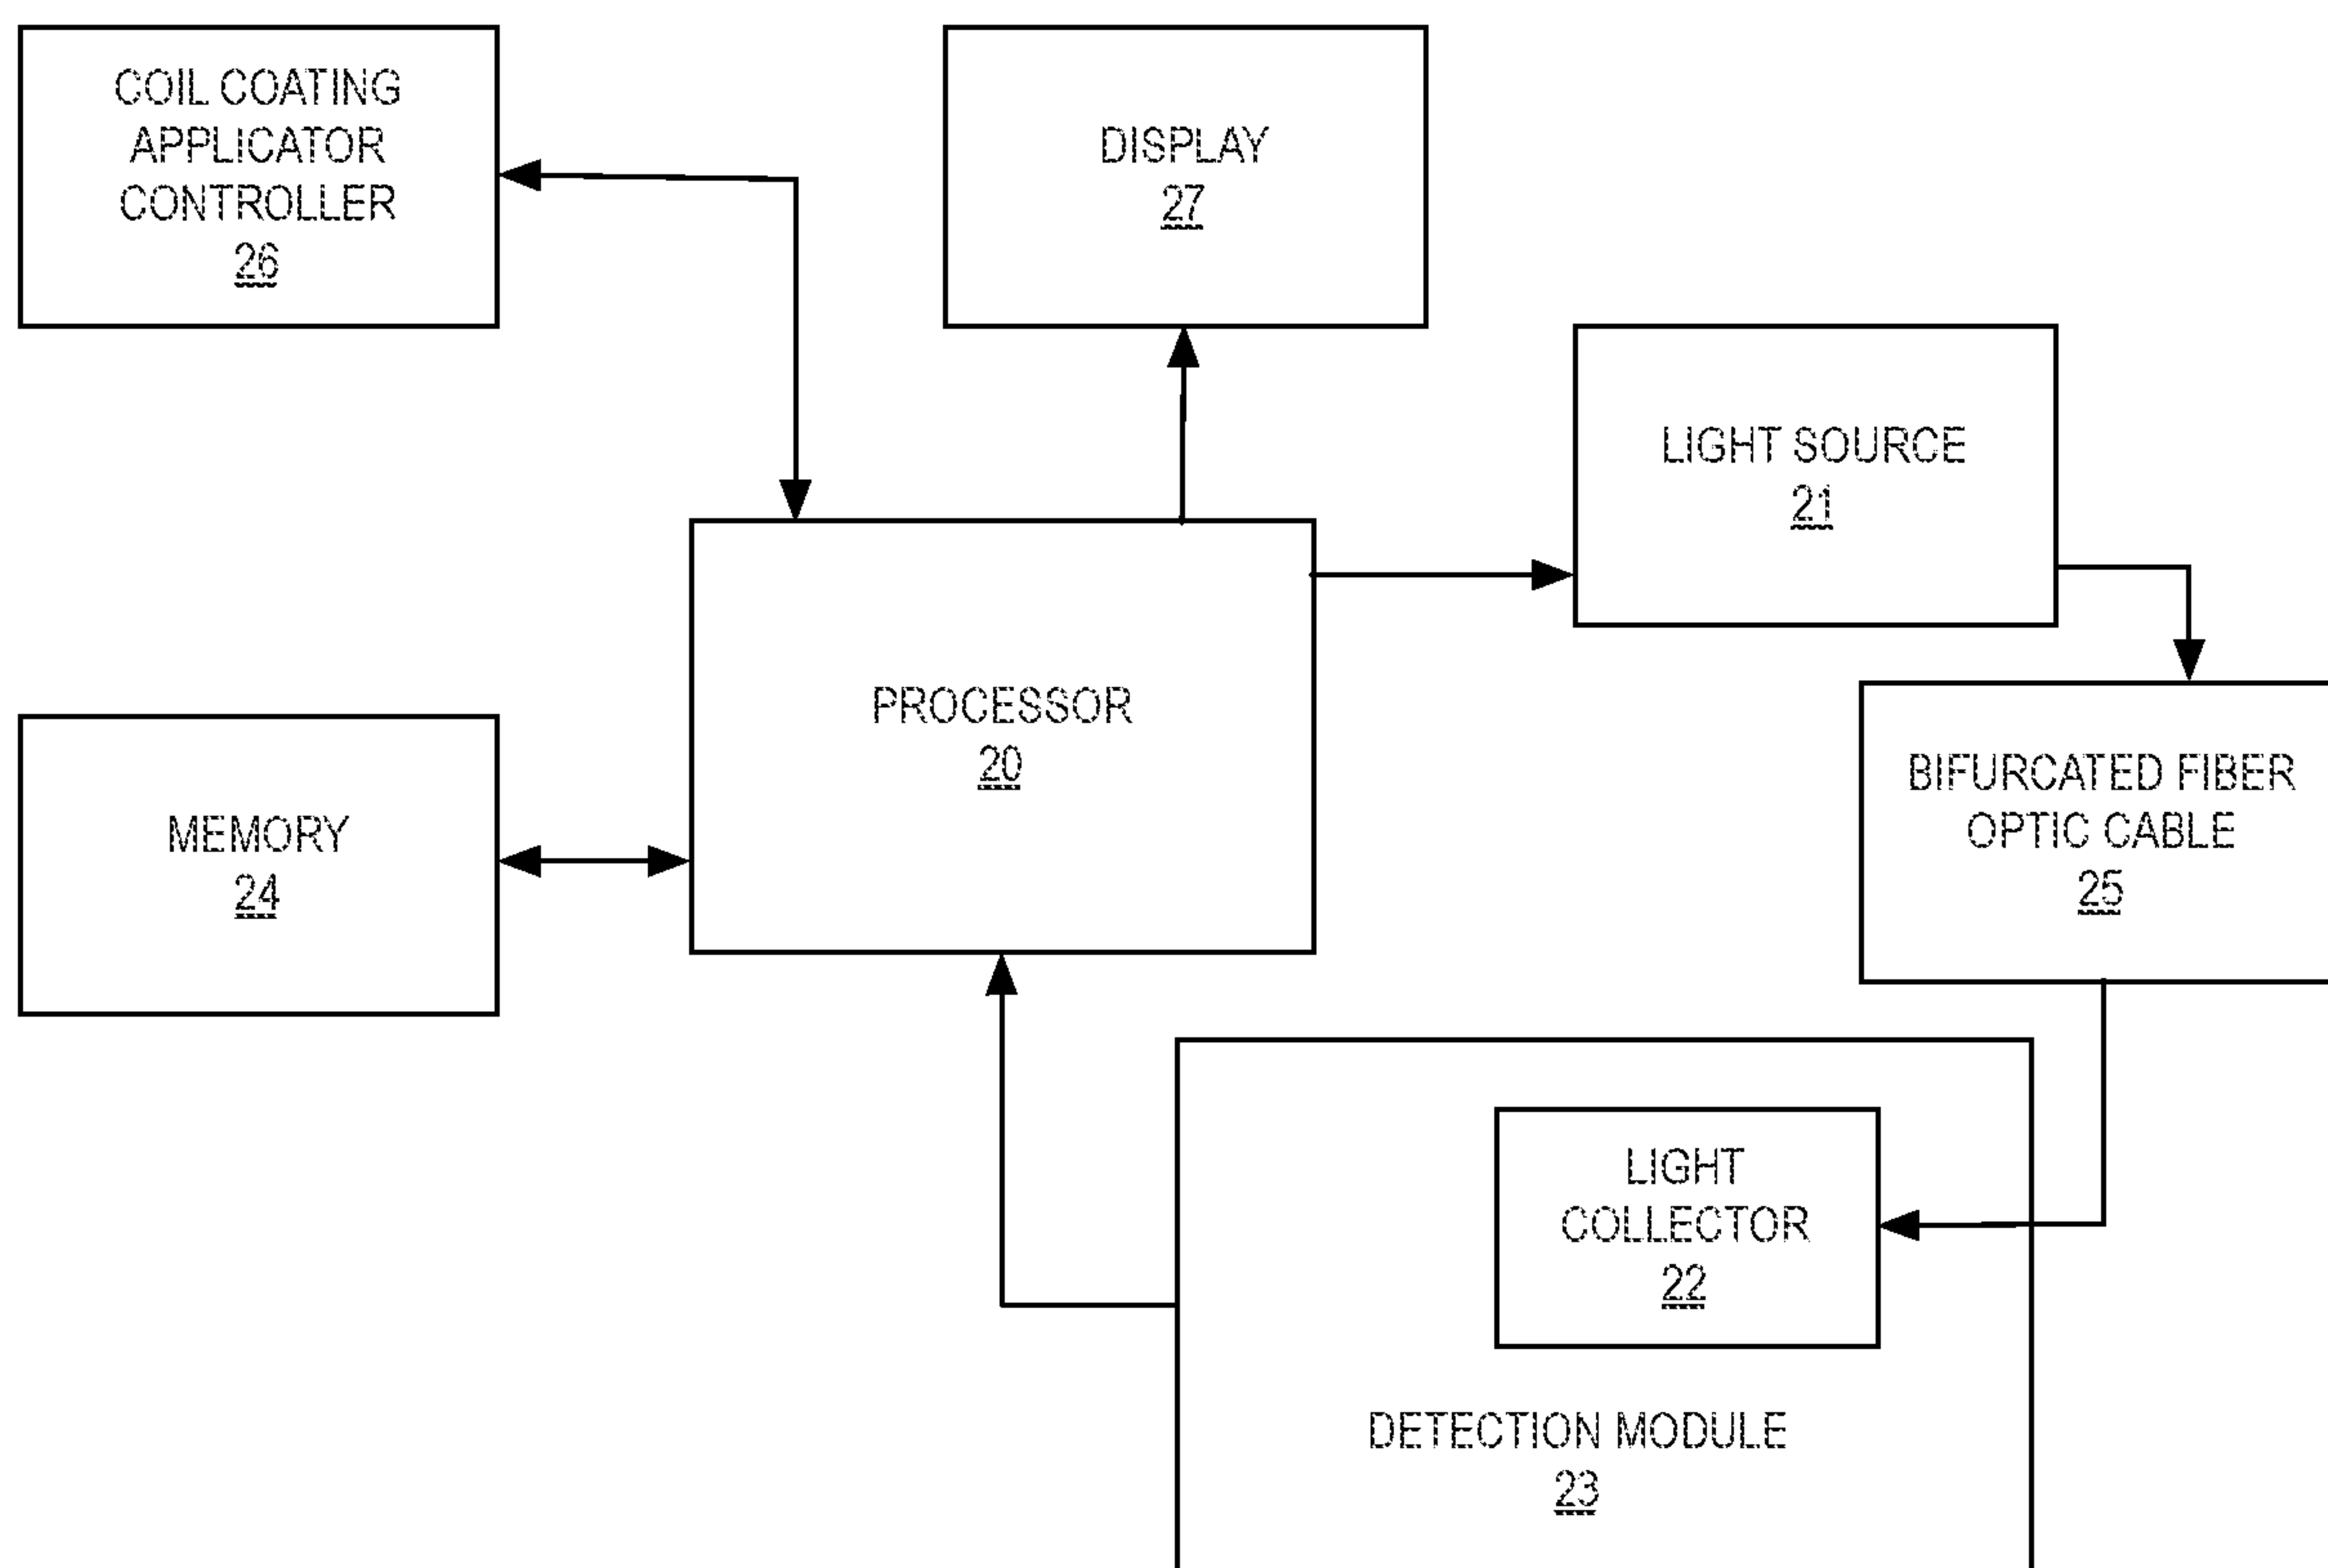 COIL COATING
APPLICATOR
CONTROLLER
26
DISPLAY
27
LIGHT SOURCE
21
PROCESSOR
20
MEMORY
24
BIFURCATED FIBER
OPTIC CABLE
25
LIGHT
COLLECTOR
22
DETECTION MODULE
23